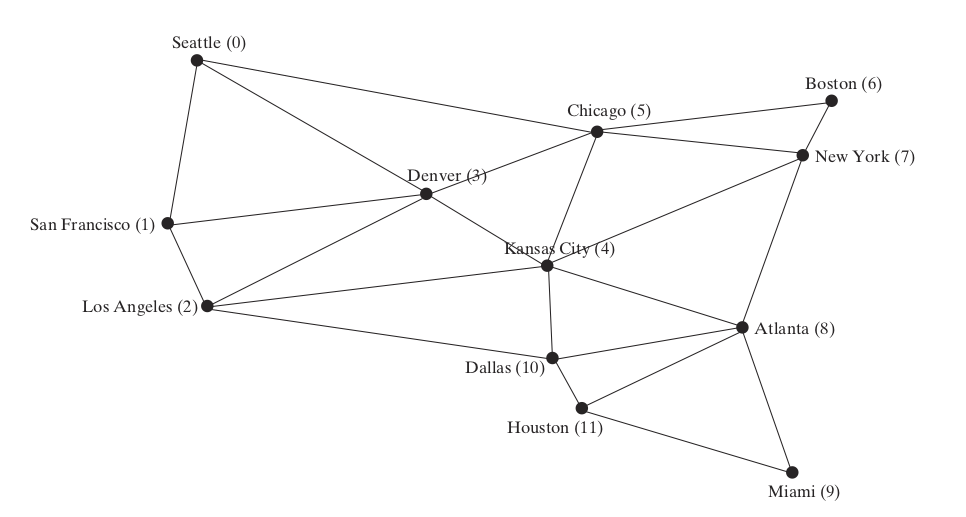 Seattle (0)
Boston (6)
Chicago (5)
New York (7)
Denver (3)
San Francisco (1)
Kansas City (4)
Los Angeles (2)
Atlanta (8)
Dallas (10)
Houston (11)
Miami (9)